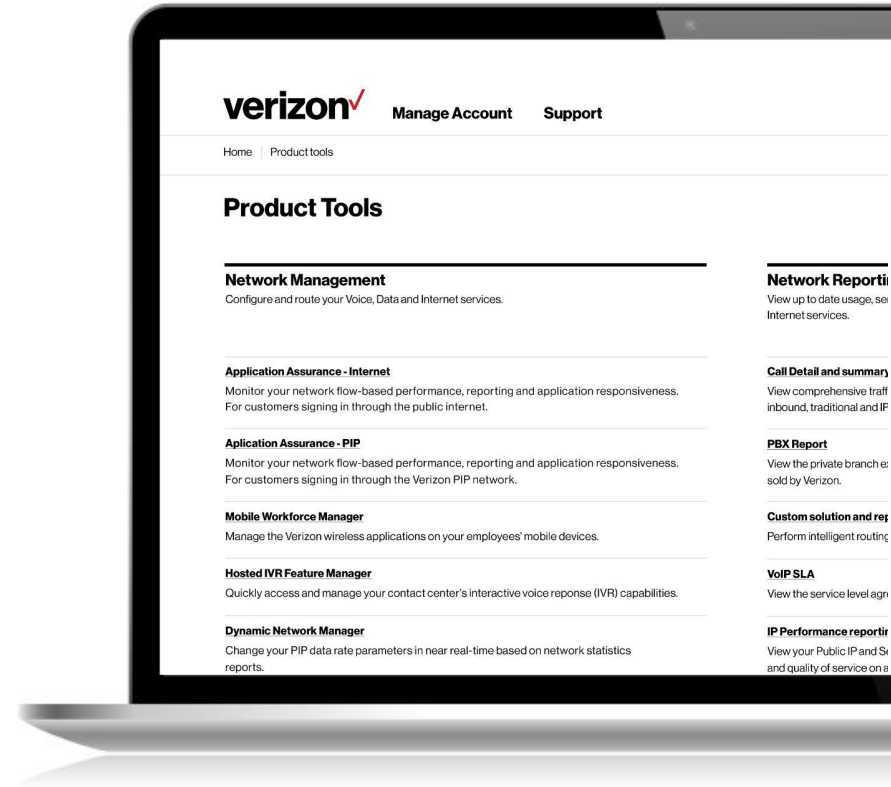 verizon
Manage Account Support
Home Product tools
Product Tools
Network Management
Configure and route your Voice, Data and Internet services.
Application Assurance - Internet
Monitor your network flow-based performance, reporting and application responsiveness.
For customers signing in through the public internet.
Aplication Assurance - PIP
Monitor your network flow-based performance, reporting and application responsiveness.
For customers signing in through the Verizon PIP network.
Mobile Workforce Manager
Manage the Verizon wireless applications on your employees' mobile devices.
Hosted IVR Feature Manager
Quickly access and manage your contact center's interactive voice reponse (IVR) capabilities.
Dynamic Network Manager
Change your PIP data rate parameters in near real-time based on network statistics
reports.
Network
View up to date usage,
Internet services.
Call Detail and summary
View comprehensive
inbound, traditional and
PBX Report
View the private branch
sold by Verizon.
Custom solution and
Perform intelligent routing
VoIP SLA
View the service level
IP Performance
View your Public IP and
and quality of service on